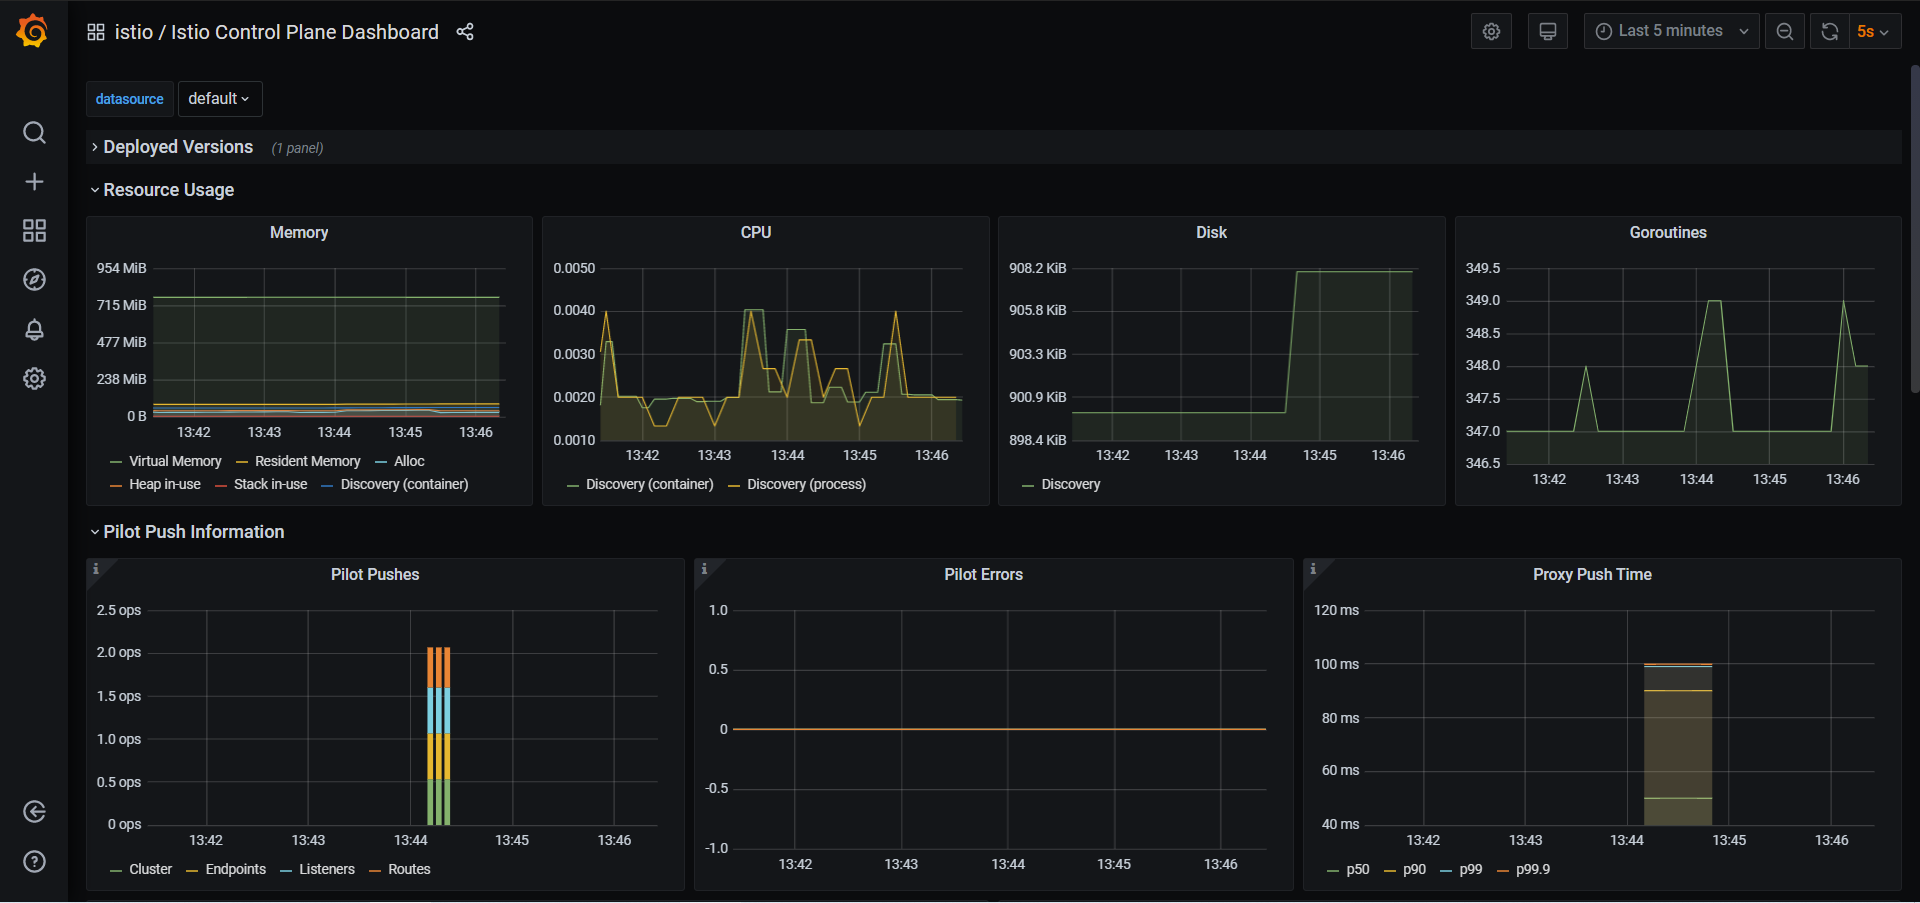 istio / Istio Control Plane Dashboard
Last 5 minutes
5s
datasource
default
Deployed Versions (1 panel)
Resource Usage
Memory
954 MiB
715 MiB
477 MiB
238 MiB
0 B
13:42 13:43 13:44 13:45 13:46
Virtual Memory Resident Memory Alloc
Heap in-use Stack in-use Discovery (container)
CPU
0.0050
0.0040
0.0030
0.0020
0.0010
13:42 13:43 13:44 13:45 13:46
Discovery (container) Discovery (process)
Disk
908.2 KiB
905.8 KiB
903.3 KiB
900.9 KiB
898.4 KiB
13:42 13:43 13:44 13:45 13:46
Discovery
Goroutines
349.5
349.0
348.5
348.0
347.5
347.0
346.5
13:42 13:43 13:44 13:45 13:46
Pilot Push Information
Pilot Pushes
2.5 ops
2.0 ops
1.5 ops
1.0 ops
0.5 ops
0 ops
13:42 13:43 13:44 13:45 13:46
Cluster Endpoints Listeners Routes
Pilot Errors
1.0
0.5
0
-0.5
-1.0
13:42 13:43 13:44 13:45 13:46
Proxy Push Time
120 ms
100 ms
80 ms
60 ms
40 ms
13:42 13:43 13:44 13:45 13:46
p50 p90 p99 p99.9